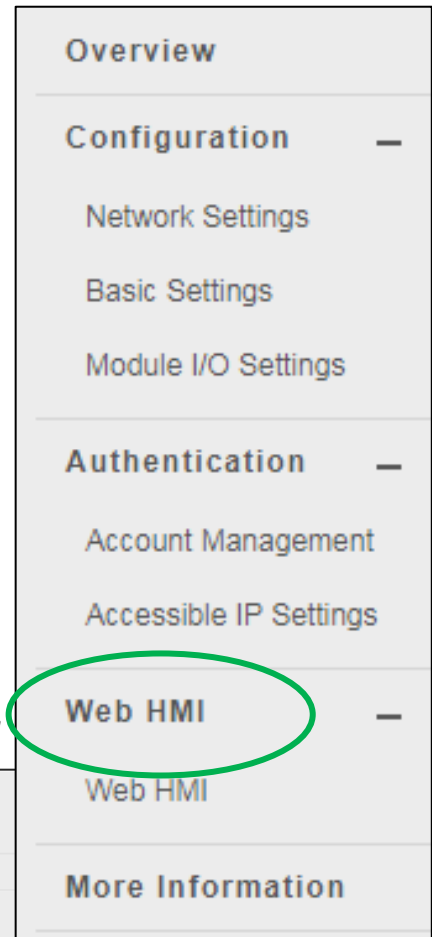 Overview
Configuration
Network Settings
Basic Settings
Module I/O Settings
Authentication
Account Management
Accessible IP Settings
Web HMI
Web HMI
More Information